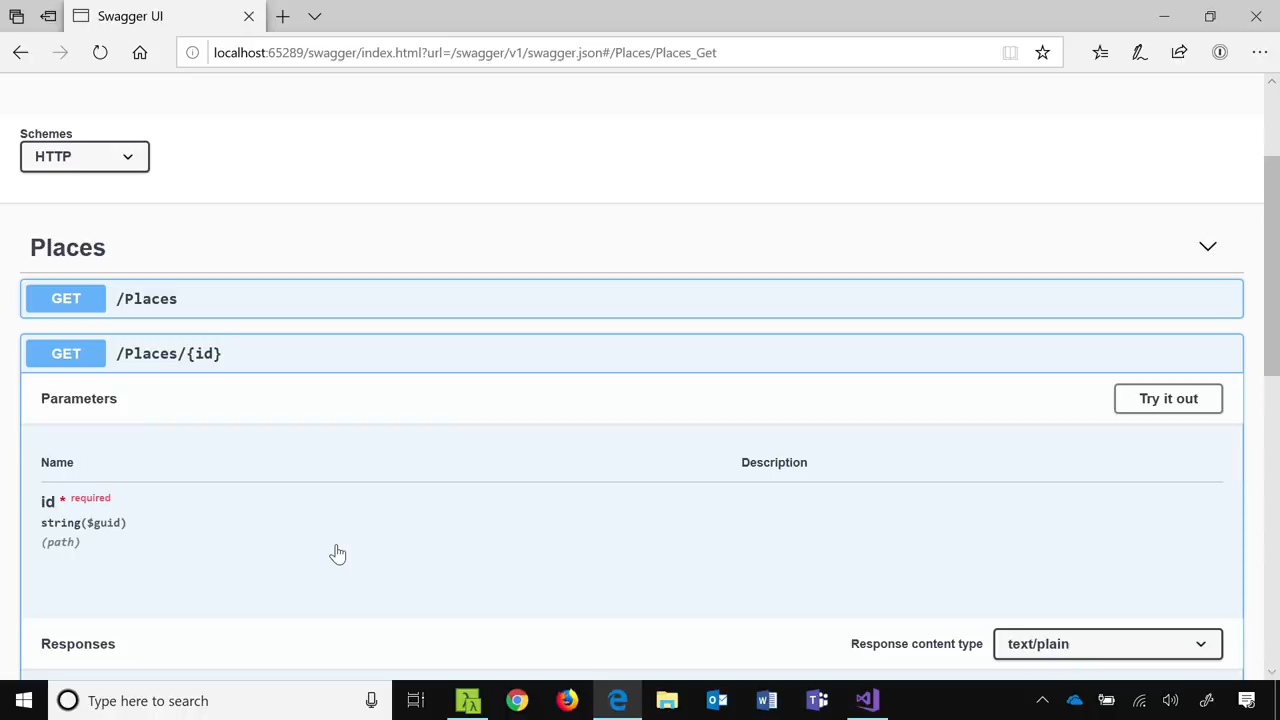 Swagger UI
localhost:65289/swagger/index.html?url=/swagger/v1/swagger.json#/Places/Places_Get
Schemes
HTTP
Places
GET /Places
GET /Places/{id}
Parameters Try it out
Name Description
id * required
string($guid)
(path)
Responses Response content type text/plain
Type here to search